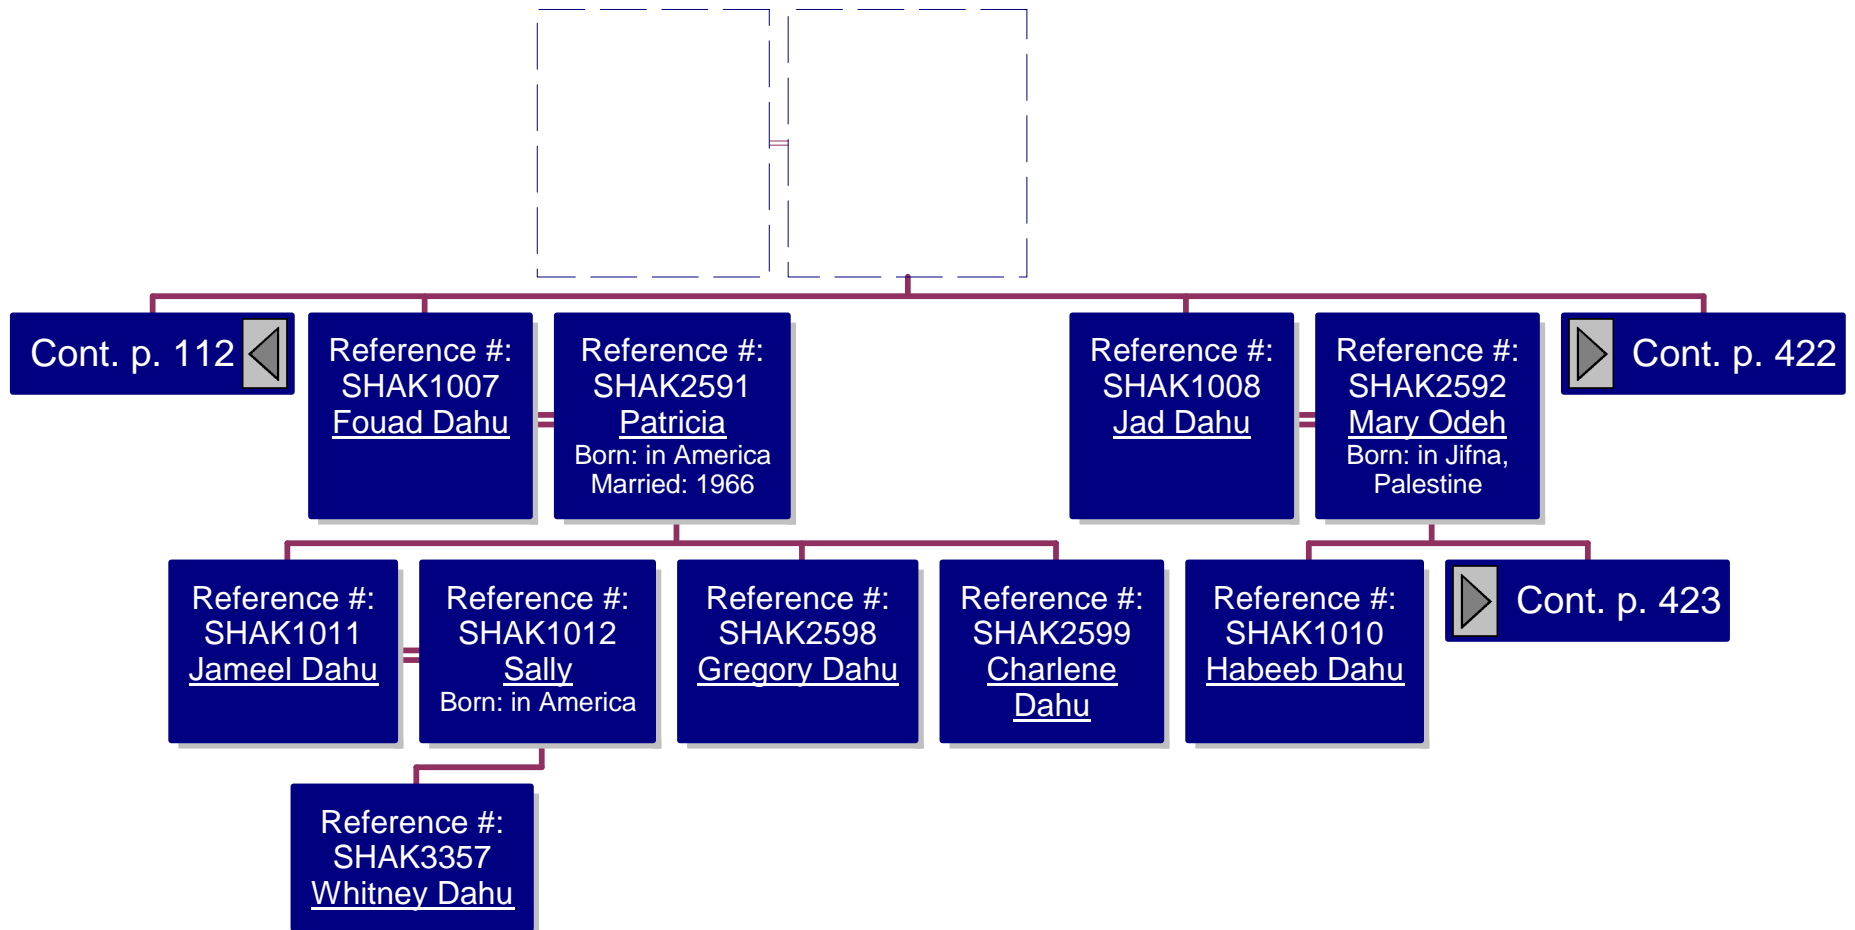 Cont. p. 112
Reference #:
SHAK1007
Fouad Dahu
Reference #:
SHAK2591
Patricia
Born: in America
Married: 1966
Reference #:
SHAK1008
Jad Dahu
Reference #:
SHAK2592
Mary Odeh
Born: in Jifna,
Palestine
Cont. p. 422
Reference #:
SHAK1011
Jameel Dahu
Reference #:
SHAK1012
Sally
Born: in America
Reference #:
SHAK2598
Gregory Dahu
Reference #:
SHAK2599
Charlene
Dahu
Reference #:
SHAK1010
Habeeb Dahu
Cont. p. 423
Reference #:
SHAK3357
Whitney Dahu